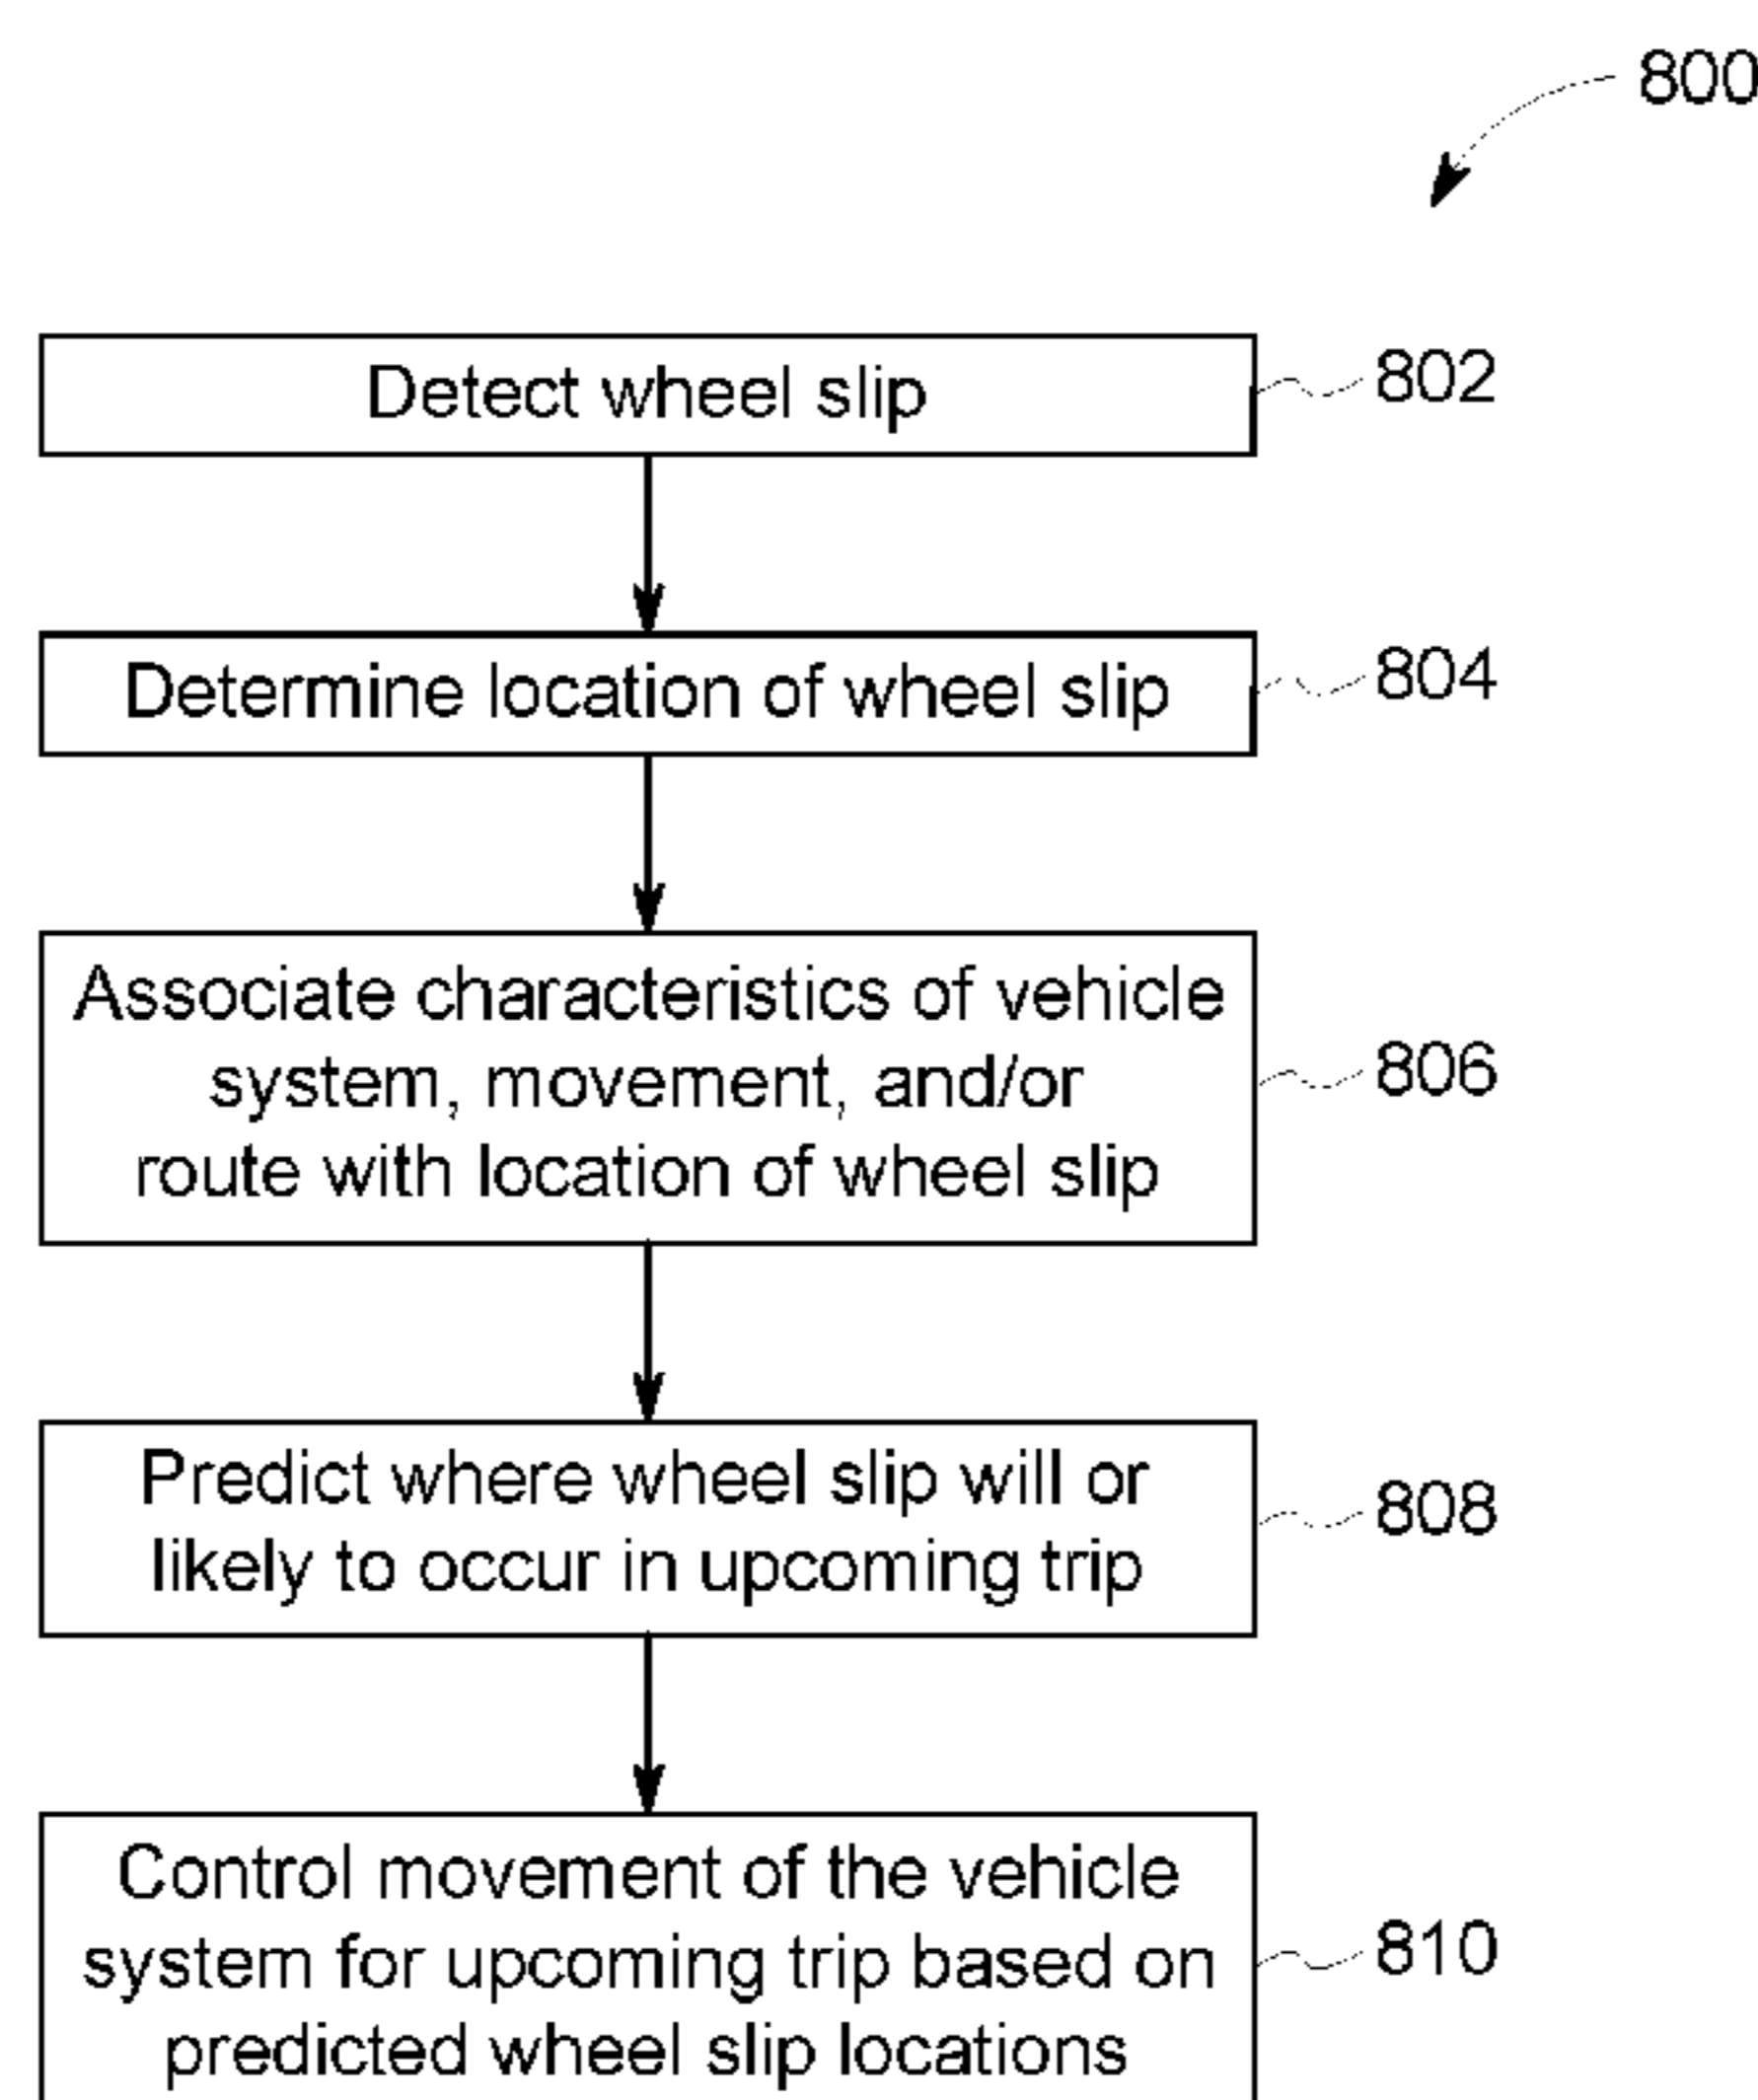 800
Detect wheel slip
802
Determine location of wheel slip
804
Associate characteristics of vehicle
system, movement, and/or
route with location of wheel slip
806
Predict where wheel slip will or
likely to occur in upcoming trip
808
Control movement of the vehicle
system for upcoming trip based on
predicted wheel slip locations
810